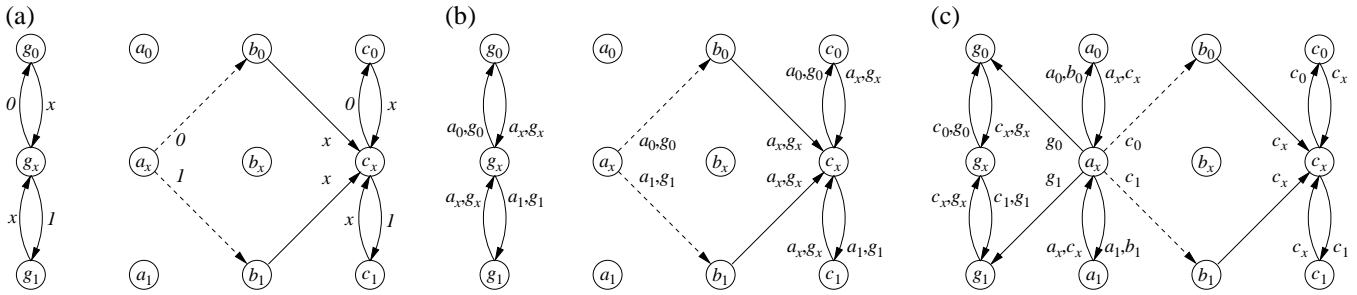 (a) (b) (c)
g0 a0 b0 c0 g0 a0 b0 c0 g0 a0 b0 c0
0 x 0 x a0,g0 ax,gx a0,b0 ax,cx c0 cx
0 x a0,g0 ax,gx a0,g0 ax,gx c0,g0 cx,gx g0 c0 cx
gx ax bx cx gx ax bx cx gx ax bx cx
x 1 1 x x 1 ax,gx a1,g1 a1,g1 ax,gx cx,gx c1,g1 g1 c1 cx
ax,gx a1,g1 ax,cx a1,b1 cx c1
g1 a1 b1 c1 g1 a1 b1 c1 g1 a1 b1 c1